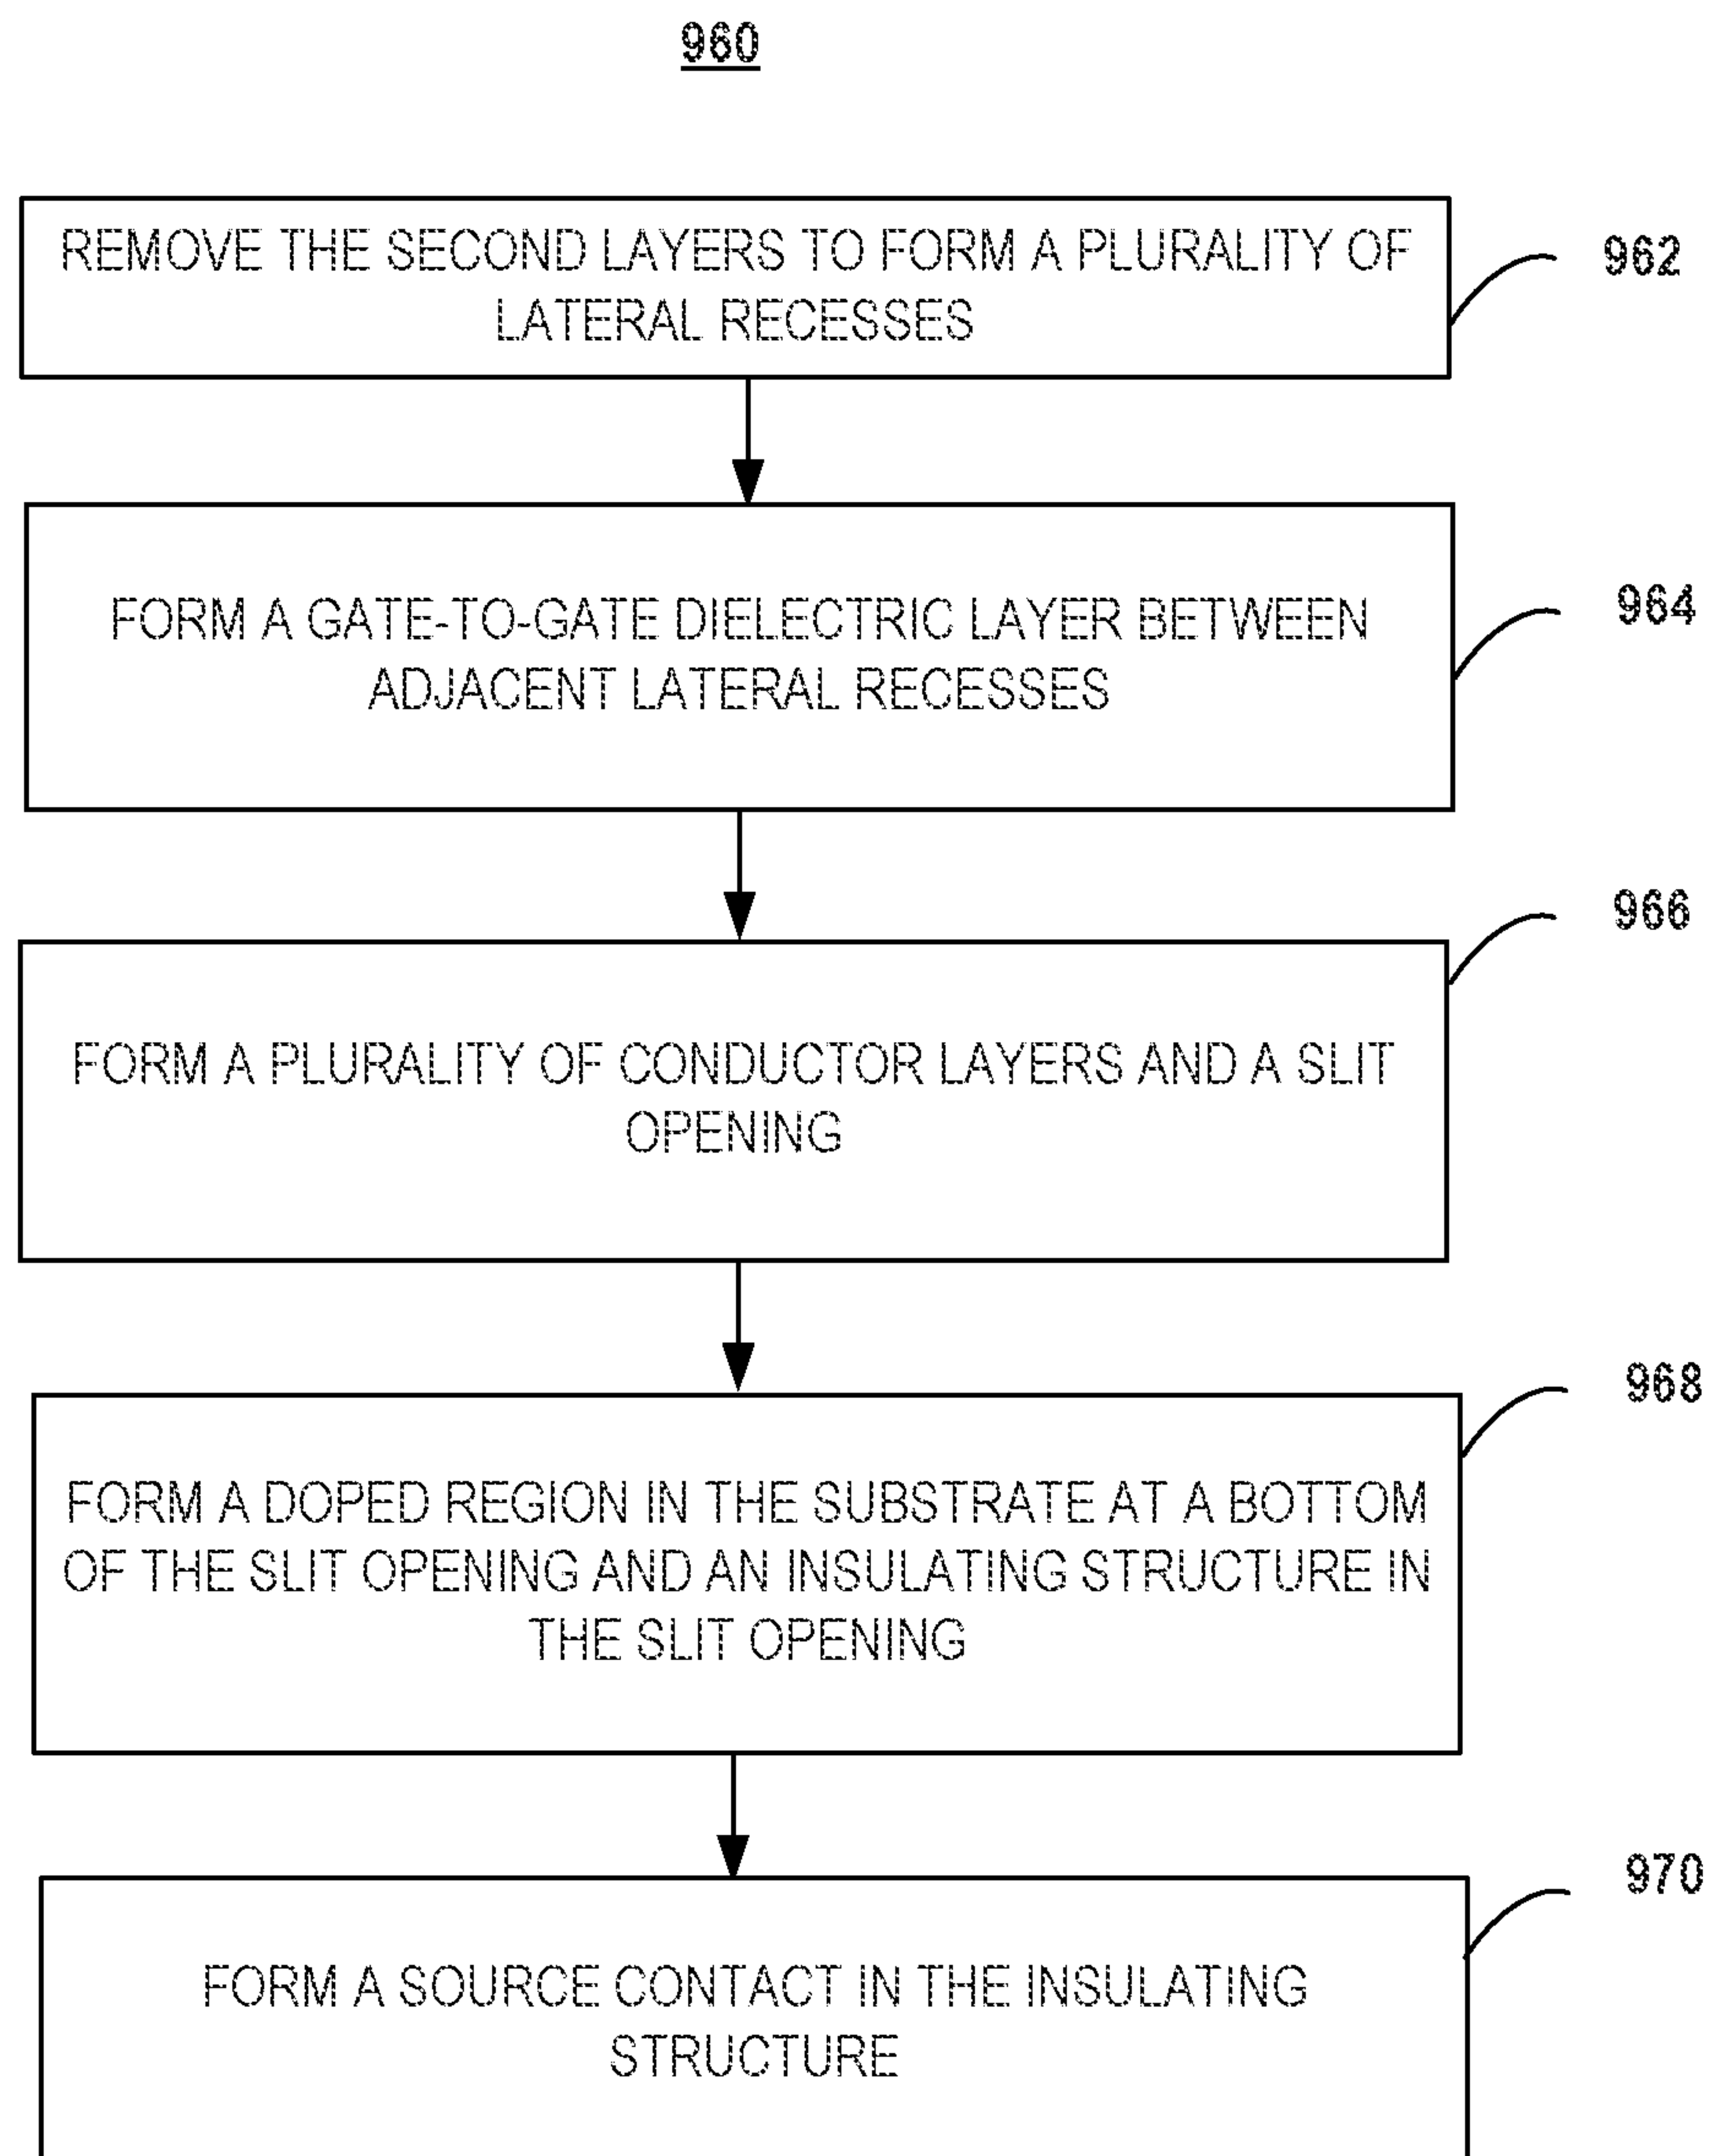 960
REMOVE THE SECOND LAYERS TO FORM A PLURALITY OF
LATERAL RECESSES
962
FORM A GATE-TO-GATE DIELECTRIC LAYER BETWEEN
ADJACENT LATERAL RECESSES
964
FORM A PLURALITY OF CONDUCTOR LAYERS AND A SLIT
OPENING
966
FORM A DOPED REGION IN THE SUBSTRATE AT A BOTTOM
OF THE SLIT OPENING AND AN INSULATING STRUCTURE IN
THE SLIT OPENING
968
FORM A SOURCE CONTACT IN THE INSULATING
STRUCTURE
970